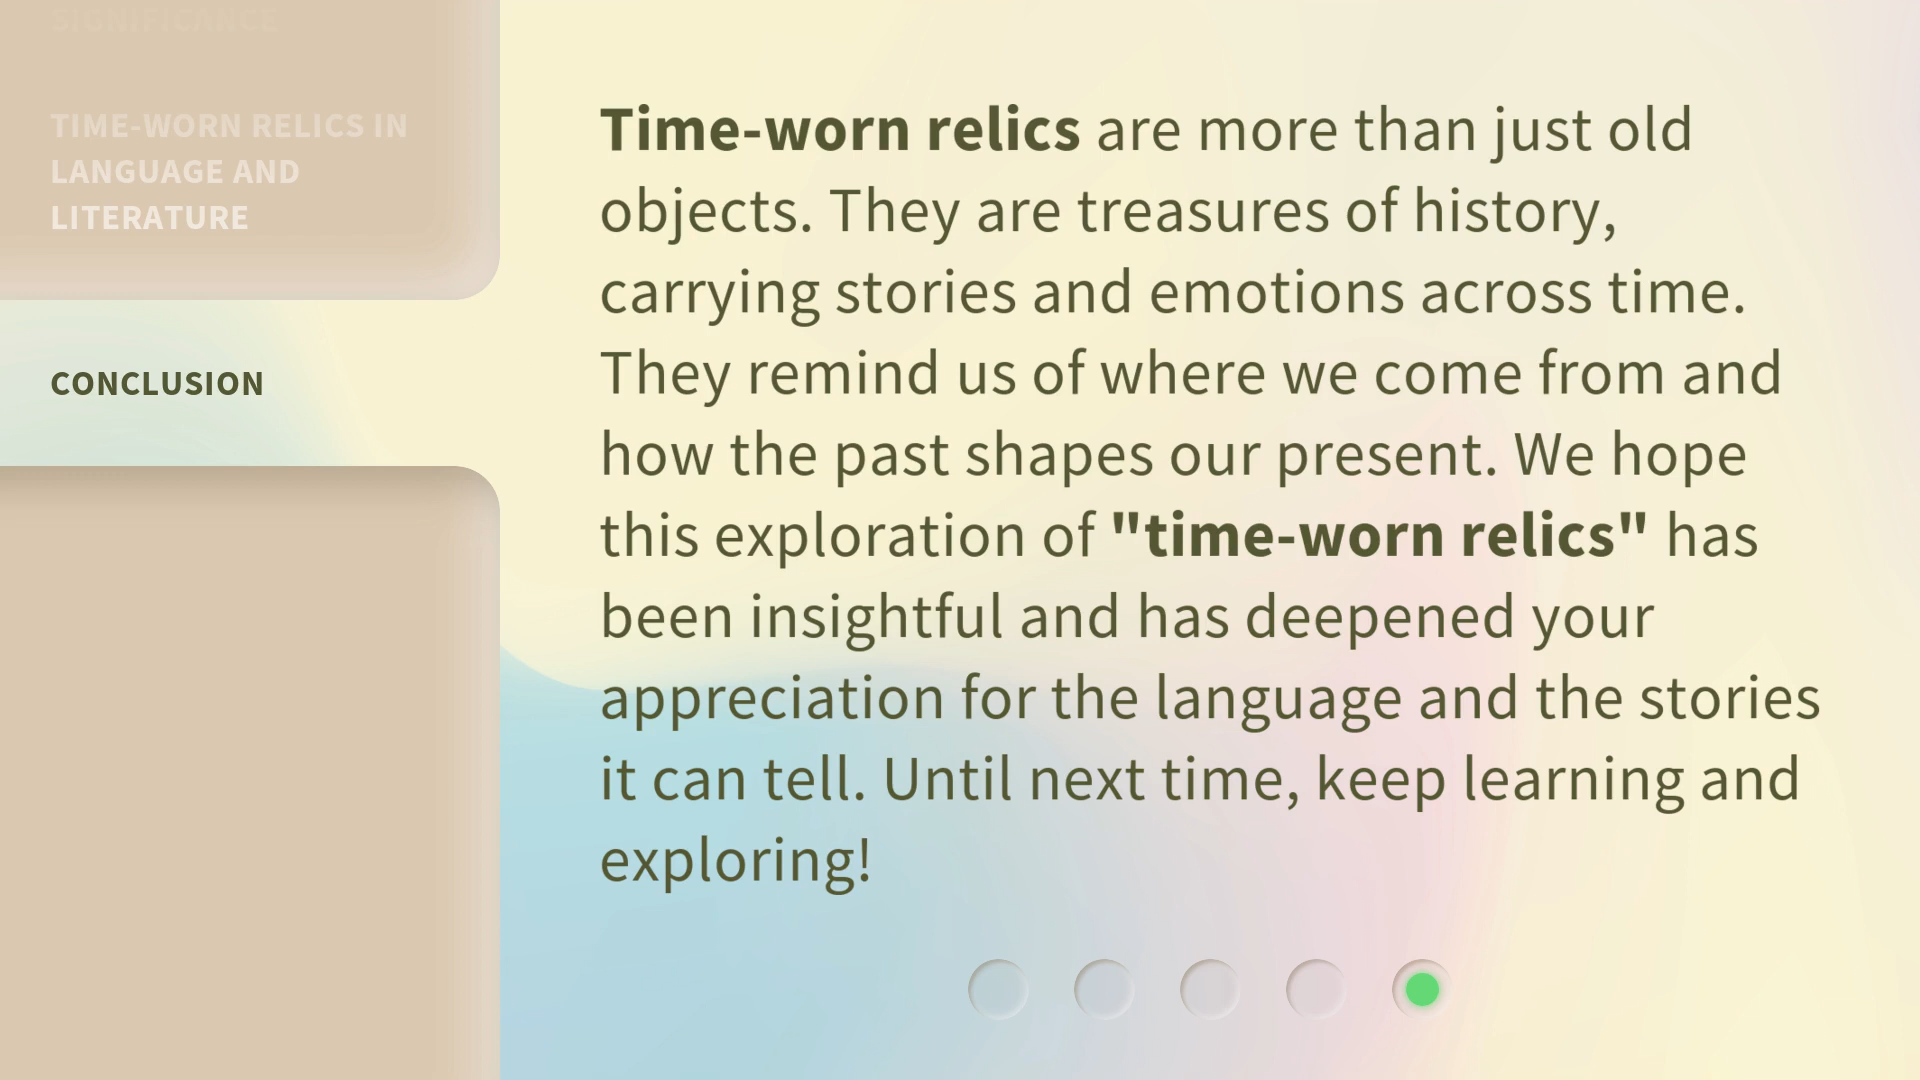 SIGNIFICANCE
TIME-WORN RELICS IN
LANGUAGE AND
LITERATURE
CONCLUSION
Time-worn relics are more than just old
objects. They are treasures of history,
carrying stories and emotions across time.
They remind us of where we come from and
how the past shapes our present. We hope
this exploration of "time-worn relics" has
been insightful and has deepened your
appreciation for the language and the stories
it can tell. Until next time, keep learning and
exploring!